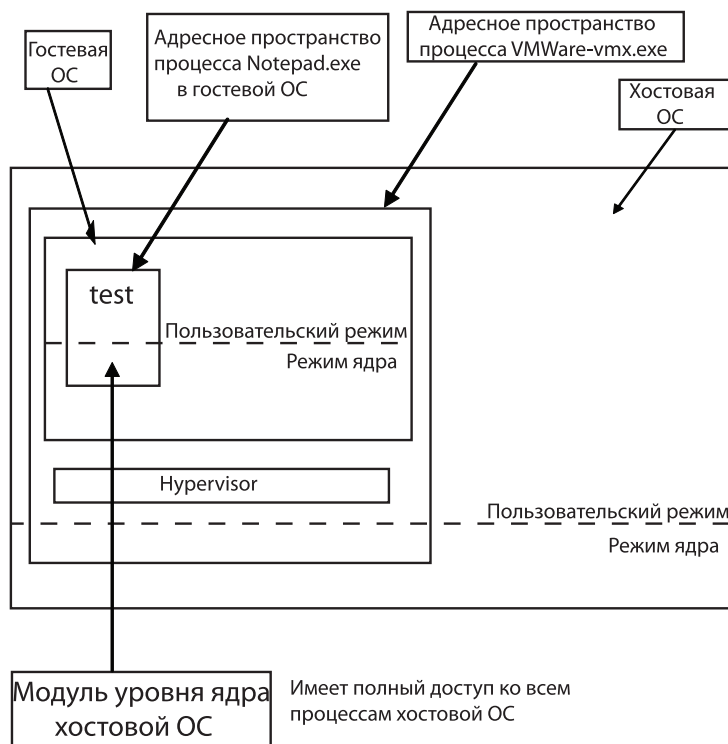 Гостевая
ОС
Адресное пространство
процесса Notepad.exe
в гостевой ОС
Адресное пространство
процесса VMWare-vmx.exe
Хостовая
ОС
test
Пользовательский режим
Режим ядра
Hypervisor
Пользовательский режим
Режим ядра
Модуль уровня ядра
хостовой ОС
Имеет полный доступ ко всем
процессам хостовой ОС